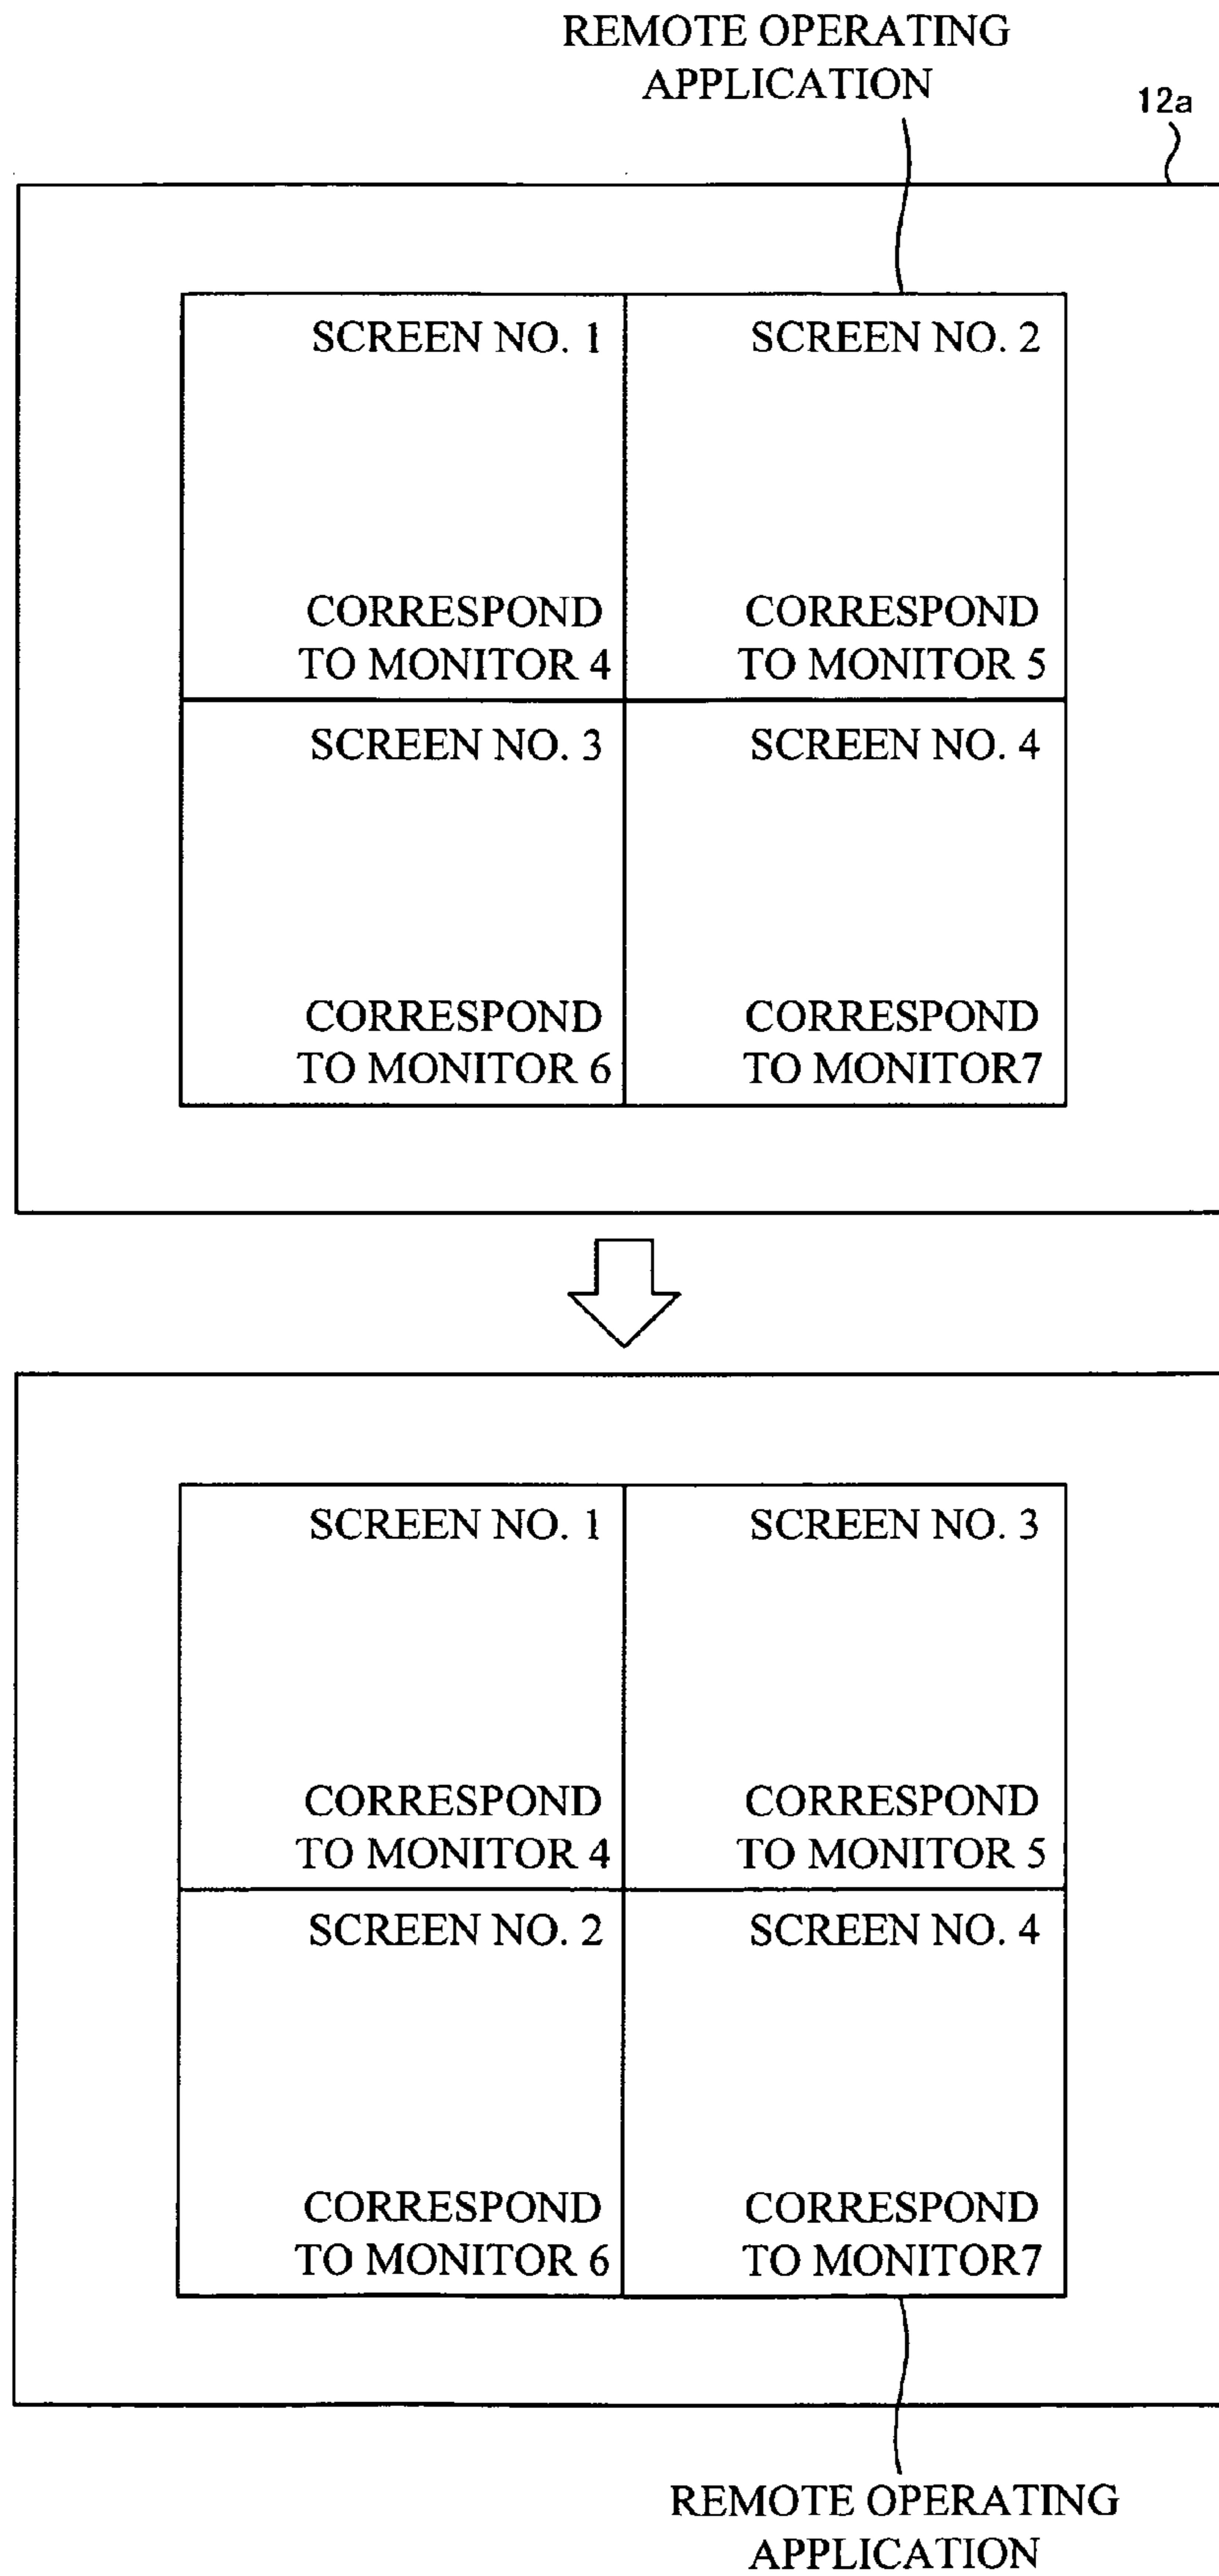 REMOTE OPERATING
APPLICATION
12a
SCREEN NO. 1
SCREEN NO. 2
CORRESPOND
TO MONITOR 4
CORRESPOND
TO MONITOR 5
SCREEN NO. 3
SCREEN NO. 4
CORRESPOND
TO MONITOR 6
CORRESPOND
TO MONITOR7
SCREEN NO. 1
SCREEN NO. 3
CORRESPOND
TO MONITOR 4
CORRESPOND
TO MONITOR 5
SCREEN NO. 2
SCREEN NO. 4
CORRESPOND
TO MONITOR 6
CORRESPOND
TO MONITOR7
REMOTE OPERATING
APPLICATION